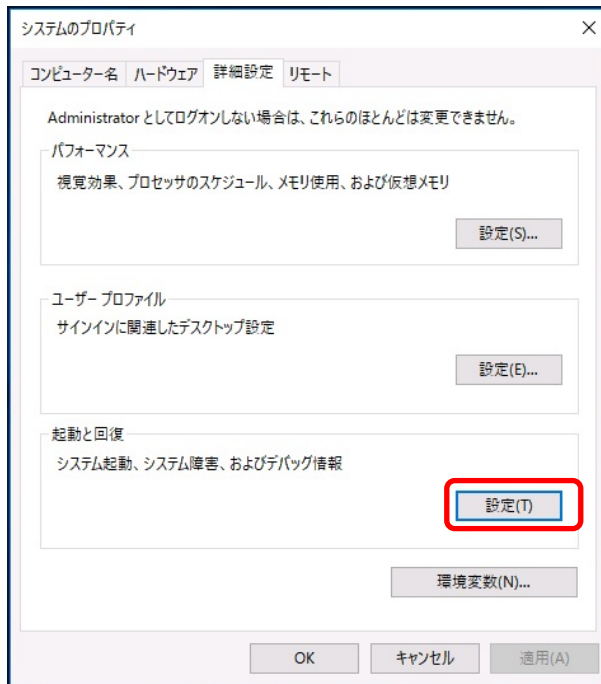 システムのプロパティ
コンピューター名 ハードウェア 詳細設定 リモート
Administrator としてログオンしない場合は、これらのほとんどは変更できません。
パフォーマンス
視覚効果、プロセッサのスケジュール、メモリ使用、および仮想メモリ
設定(S)...
ユーザー プロファイル
サインインに関連したデスクトップ設定
設定(E)...
起動と回復
システム起動、システム障害、およびデバッグ情報
設定(T)
環境変数(N)...
OK キャンセル 適用(A)